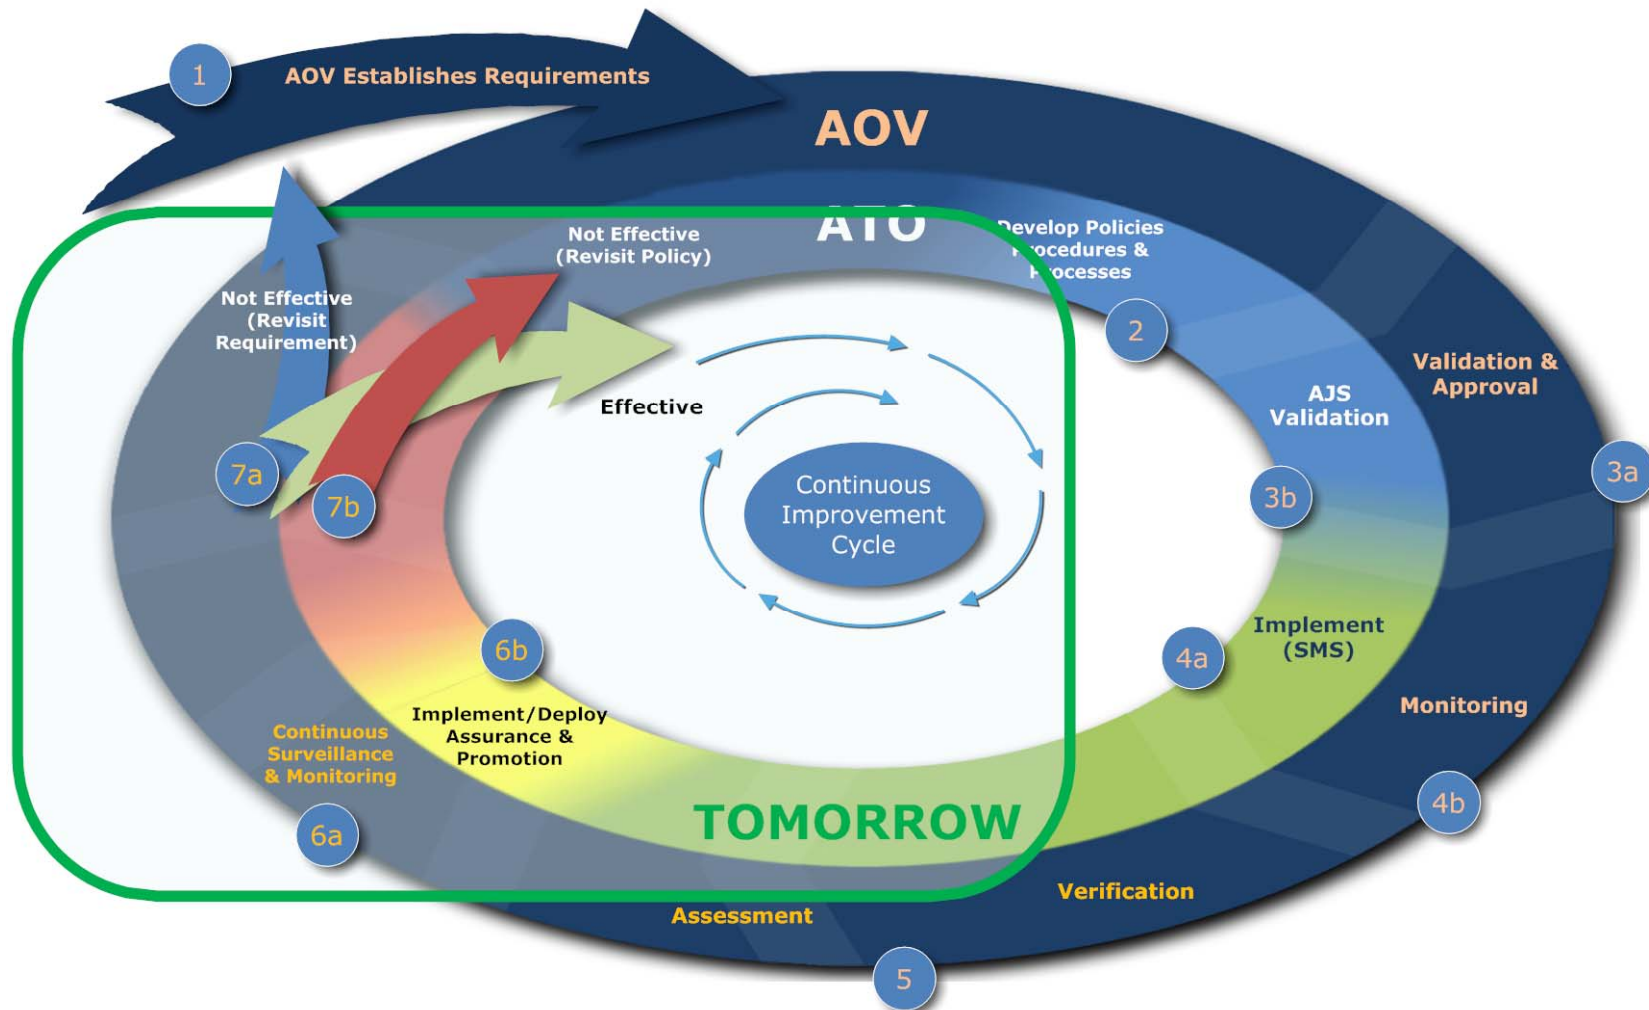 1
AOV Establishes Requirements
AOV
ATO
Develop Policies
Procedures &
Processes
2
Not Effective
(Revisit Policy)
Not Effective
(Revisit
Requirement)
Effective
Validation &
Approval
3a
AJS
Validation
3b
7a
7b
Continuous
Improvement
Cycle
Implement
(SMS)
4a
Monitoring
4b
6b
Implement/Deploy
Assurance &
Promotion
Continuous
Surveillance
& Monitoring
6a
TOMORROW
Verification
Assessment
5